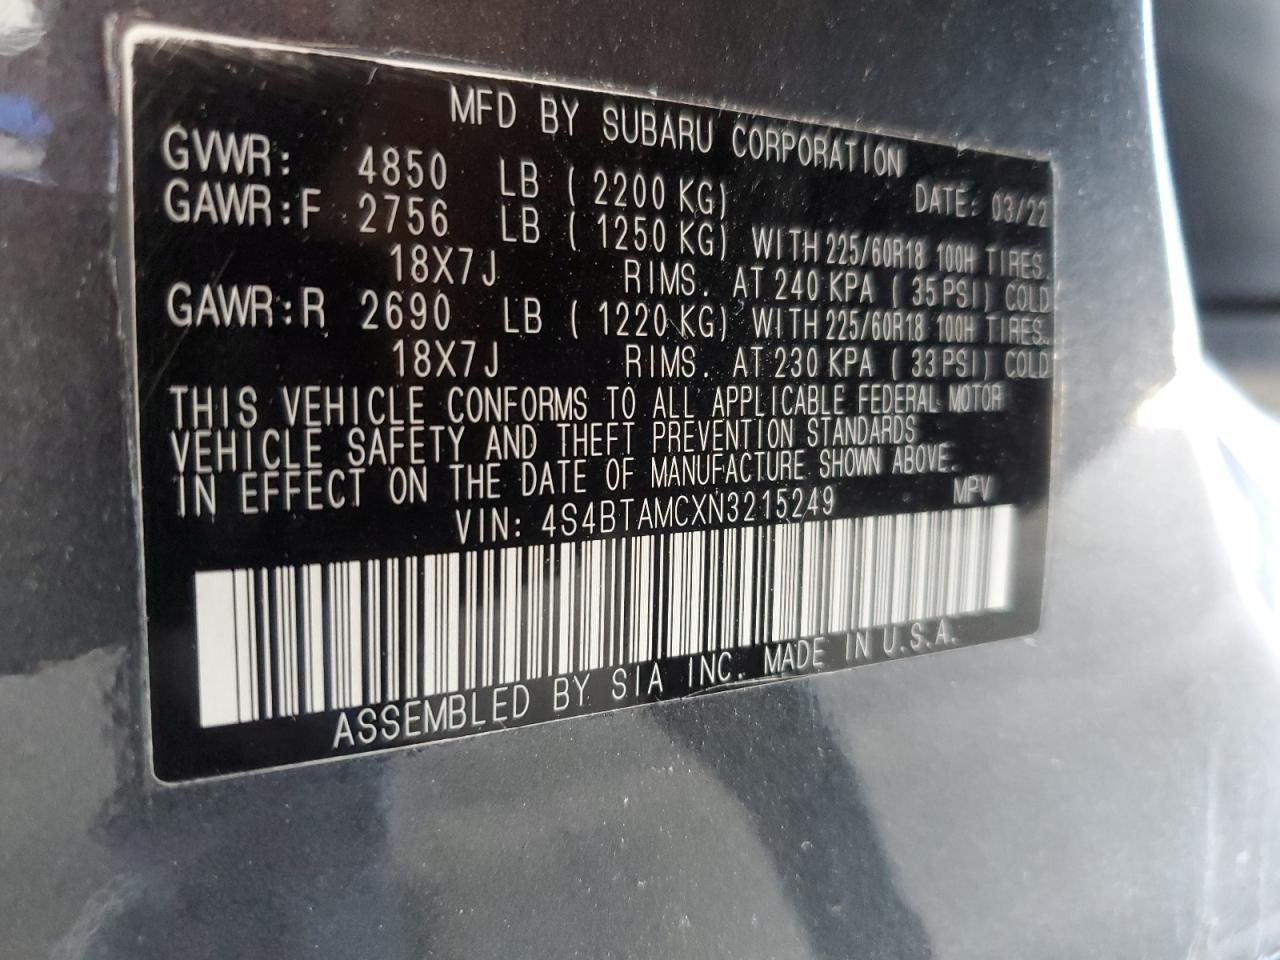 MFD BY SUBARU CORPORATION
GVWR: 4850 LB (2200 KG) DATE: 03/22
GAWR:F 2756 LB (1250 KG) WITH 225/60R18 100H TIRES.
18X7J RIMS. AT 240 KPA (35PSI) COLD
GAWR:R 2690 LB (1220 KG) WITH 225/60R18 100H TIRES.
18X7J RIMS. AT 230 KPA (33PSI) COLD
THIS VEHICLE CONFORMS TO ALL APPLICABLE FEDERAL MOTOR
VEHICLE SAFETY AND THEFT PREVENTION STANDARDS
IN EFFECT ON THE DATE OF MANUFACTURE SHOWN ABOVE.
VIN: 4S4BTAMCXN3215249 MPV
ASSEMBLED BY SIA INC. MADE IN U.S.A.